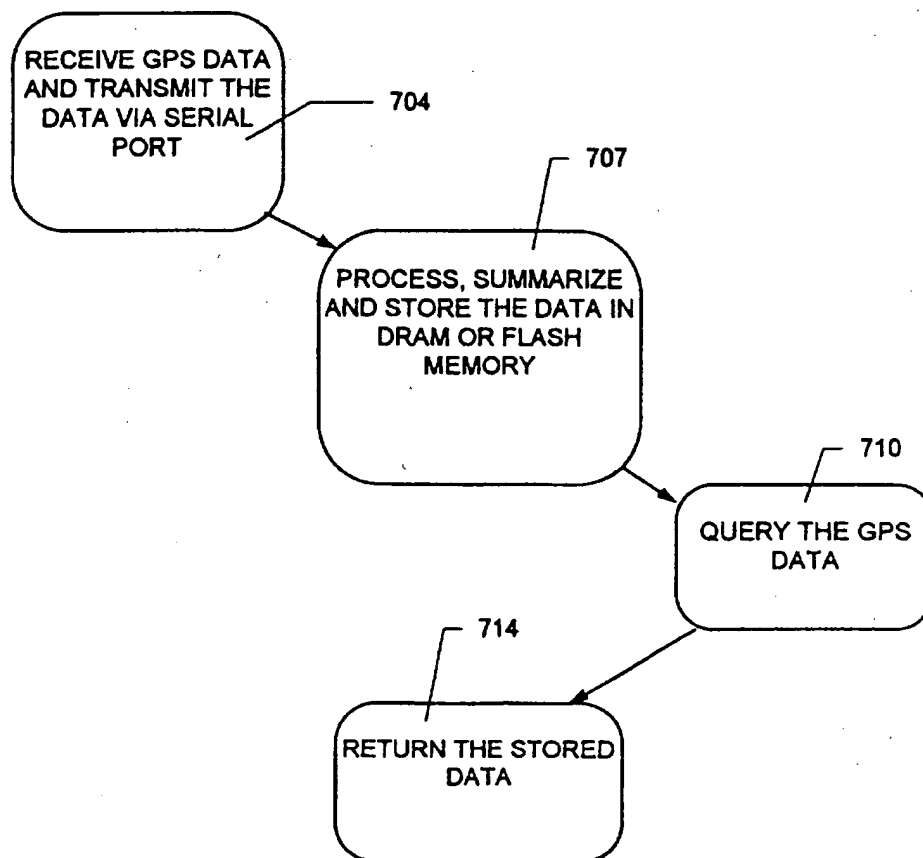 RECEIVE GPS DATA
AND TRANSMIT THE
DATA VIA SERIAL
PORT
704
707
PROCESS, SUMMARIZE
AND STORE THE DATA IN
DRAM OR FLASH
MEMORY
710
QUERY THE GPS
DATA
714
RETURN THE STORED
DATA